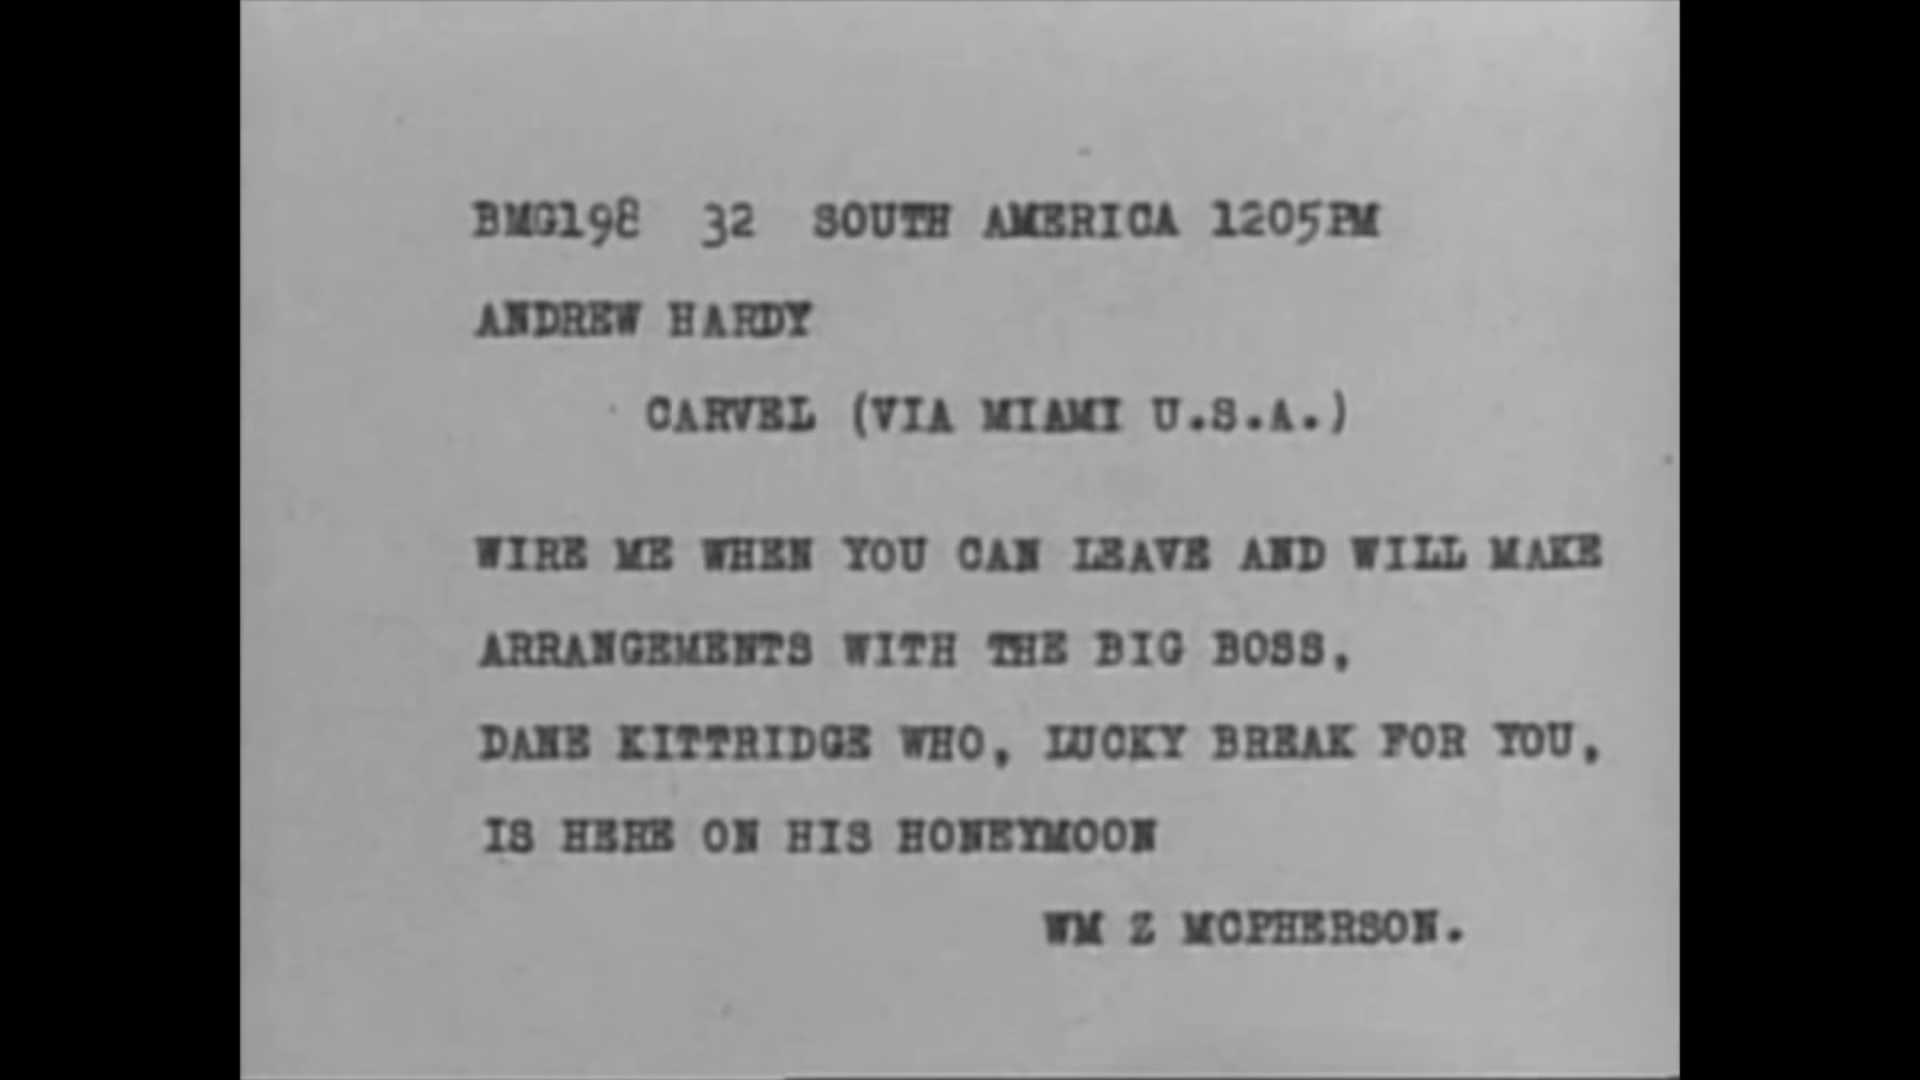 BMG198 32 SOUTH AMERICA 1205PM
ANDREW HARDY
CARVEL (VIA MIAMI U.S.A.)
WIRE ME WHEN YOU CAN LEAVE AND WILL MAKE
ARRANGEMENTS WITH THE BIG BOSS,
DANE KITTRIDGE WHO, LUCKY BREAK FOR YOU,
IS HERE ON HIS HONEYMOON
WM Z MCPHERSON.